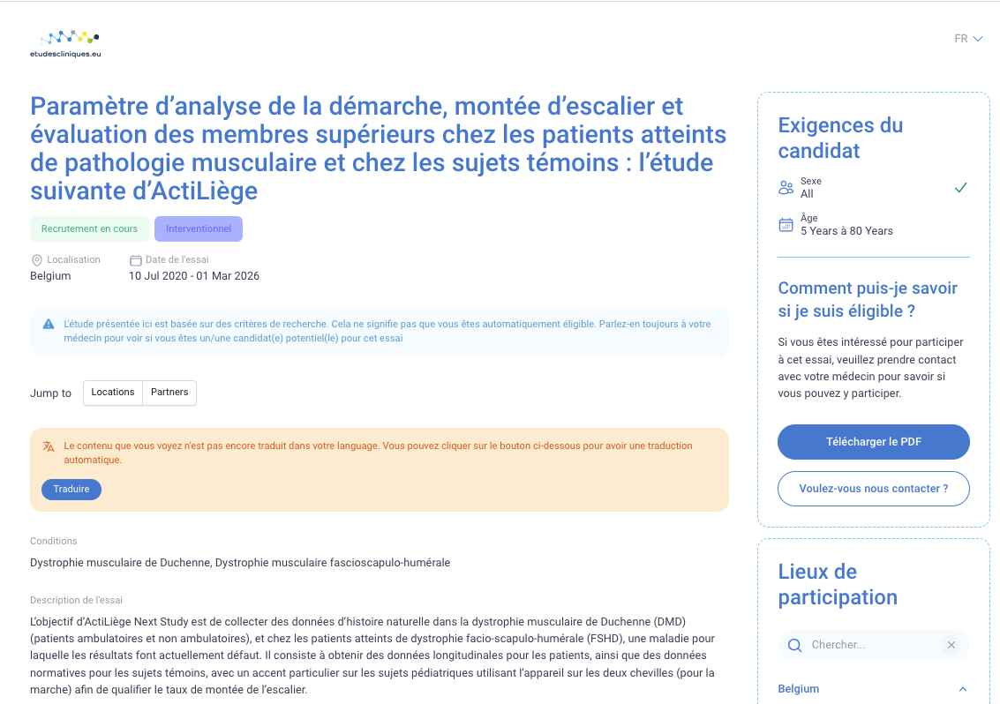 etudescliniques.eu
FR
Paramètre d’analyse de la démarche, montée d’escalier et
évaluation des membres supérieurs chez les patients atteints
de pathologie musculaire et chez les sujets témoins : l’étude
suivante d’ActiLiège
Recrutement en cours
Interventionnel
Localisation
Belgium
Date de l'essai
10 Jul 2020 - 01 Mar 2026
L'étude présentée ici est basée sur des critères de recherche. Cela ne signifie pas que vous êtes automatiquement éligible. Parlez-en toujours à votre
médecin pour voir si vous êtes un/une candidat(e) potentiel(le) pour cet essai
Jump to
Locations
Partners
Le contenu que vous voyez n'est pas encore traduit dans votre language. Vous pouvez cliquer sur le bouton ci-dessous pour avoir une traduction
automatique.
Traduire
Conditions
Dystrophie musculaire de Duchenne, Dystrophie musculaire fascioscapulo-humérale
Description de l'essai
L’objectif d’ActiLiège Next Study est de collecter des données d’histoire naturelle dans la dystrophie musculaire de Duchenne (DMD)
(patients ambulatoires et non ambulatoires), et chez les patients atteints de dystrophie facio-scapulo-humérale (FSHD), une maladie pour
laquelle les résultats font actuellement défaut. Il consiste à obtenir des données longitudinales pour les patients, ainsi que des données
normatives pour les sujets témoins, avec un accent particulier sur les sujets pédiatriques utilisant l’appareil sur les deux chevilles (pour la
marche) afin de qualifier le taux de montée de l’escalier.
Exigences du
candidat
Sexe
All
Âge
5 Years à 80 Years
Comment puis-je savoir
si je suis éligible ?
Si vous êtes intéressé pour participer
à cet essai, veuillez prendre contact
avec votre médecin pour savoir si
vous pouvez y participer.
Télécharger le PDF
Voulez-vous nous contacter ?
Lieux de
participation
Chercher...
Belgium